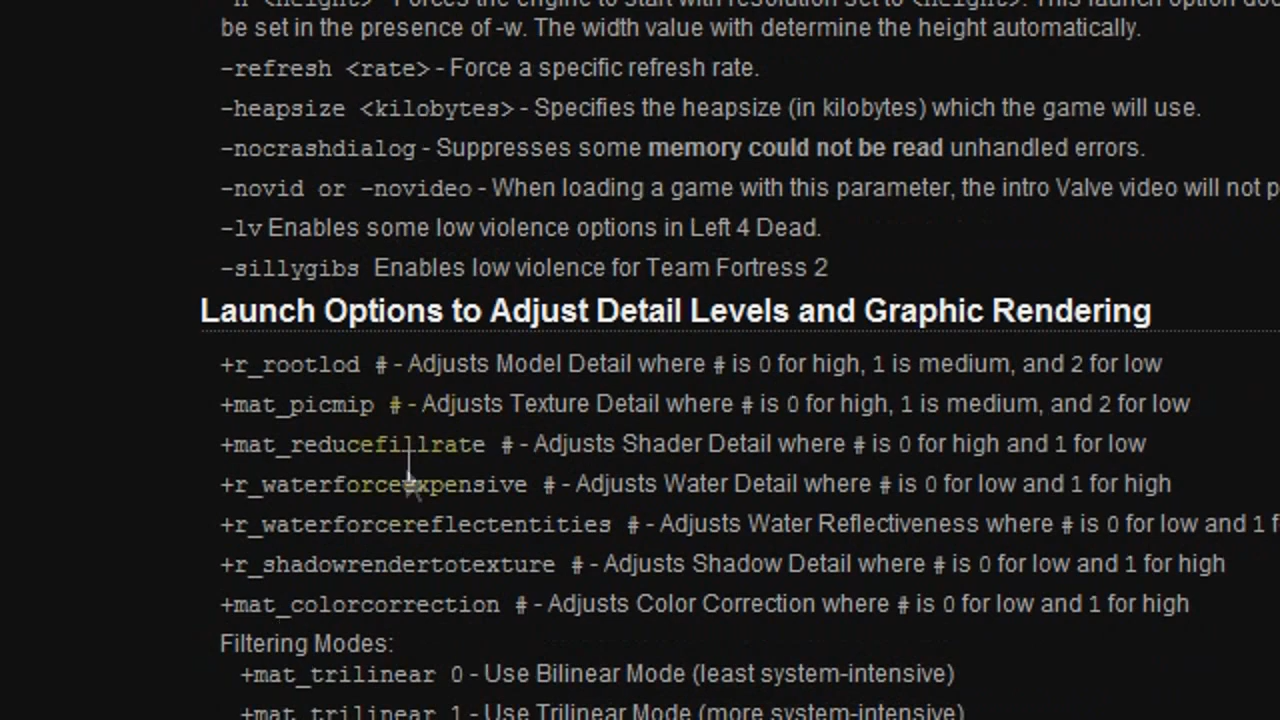 be set in the presence of -w. The width value with determine the height automatically.
-refresh <rate> - Force a specific refresh rate.
-heapsize <kilobytes> - Specifies the heapsize (in kilobytes) which the game will use.
-nocrashdialog - Suppresses some memory could not be read unhandled errors.
-novid or -novideo - When loading a game with this parameter, the intro Valve video will not p
-lv Enables some low violence options in Left 4 Dead.
-sillygibs Enables low violence for Team Fortress 2
Launch Options to Adjust Detail Levels and Graphic Rendering
+r_rootlod # - Adjusts Model Detail where # is 0 for high, 1 is medium, and 2 for low
+mat_picmip # - Adjusts Texture Detail where # is 0 for high, 1 is medium, and 2 for low
+mat_reducefillrate # - Adjusts Shader Detail where # is 0 for high and 1 for low
+r_waterforceexpensive # - Adjusts Water Detail where # is 0 for low and 1 for high
+r_waterforcereflectentities # - Adjusts Water Reflectiveness where # is 0 for low and 1 f
+r_shadowrendertotexture # - Adjusts Shadow Detail where # is 0 for low and 1 for high
+mat_colorcorrection # - Adjusts Color Correction where # is 0 for low and 1 for high
Filtering Modes:
+mat_trilinear 0 - Use Bilinear Mode (least system-intensive)
+mat_trilinear 1 - Use Trilinear Mode (more system-intensive)